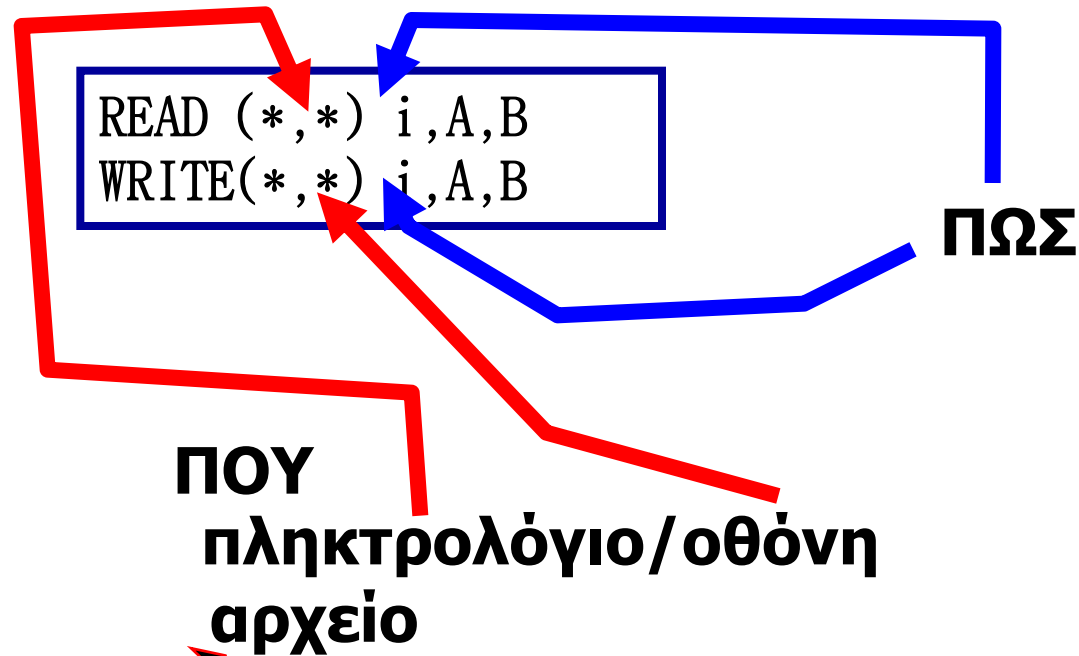 READ (*,*) i,A,B
WRITE(*,*) i,A,B
ΠΩΣ
ΠΟΥ
πληκτρολόγιο/οθόνη
αρχείο